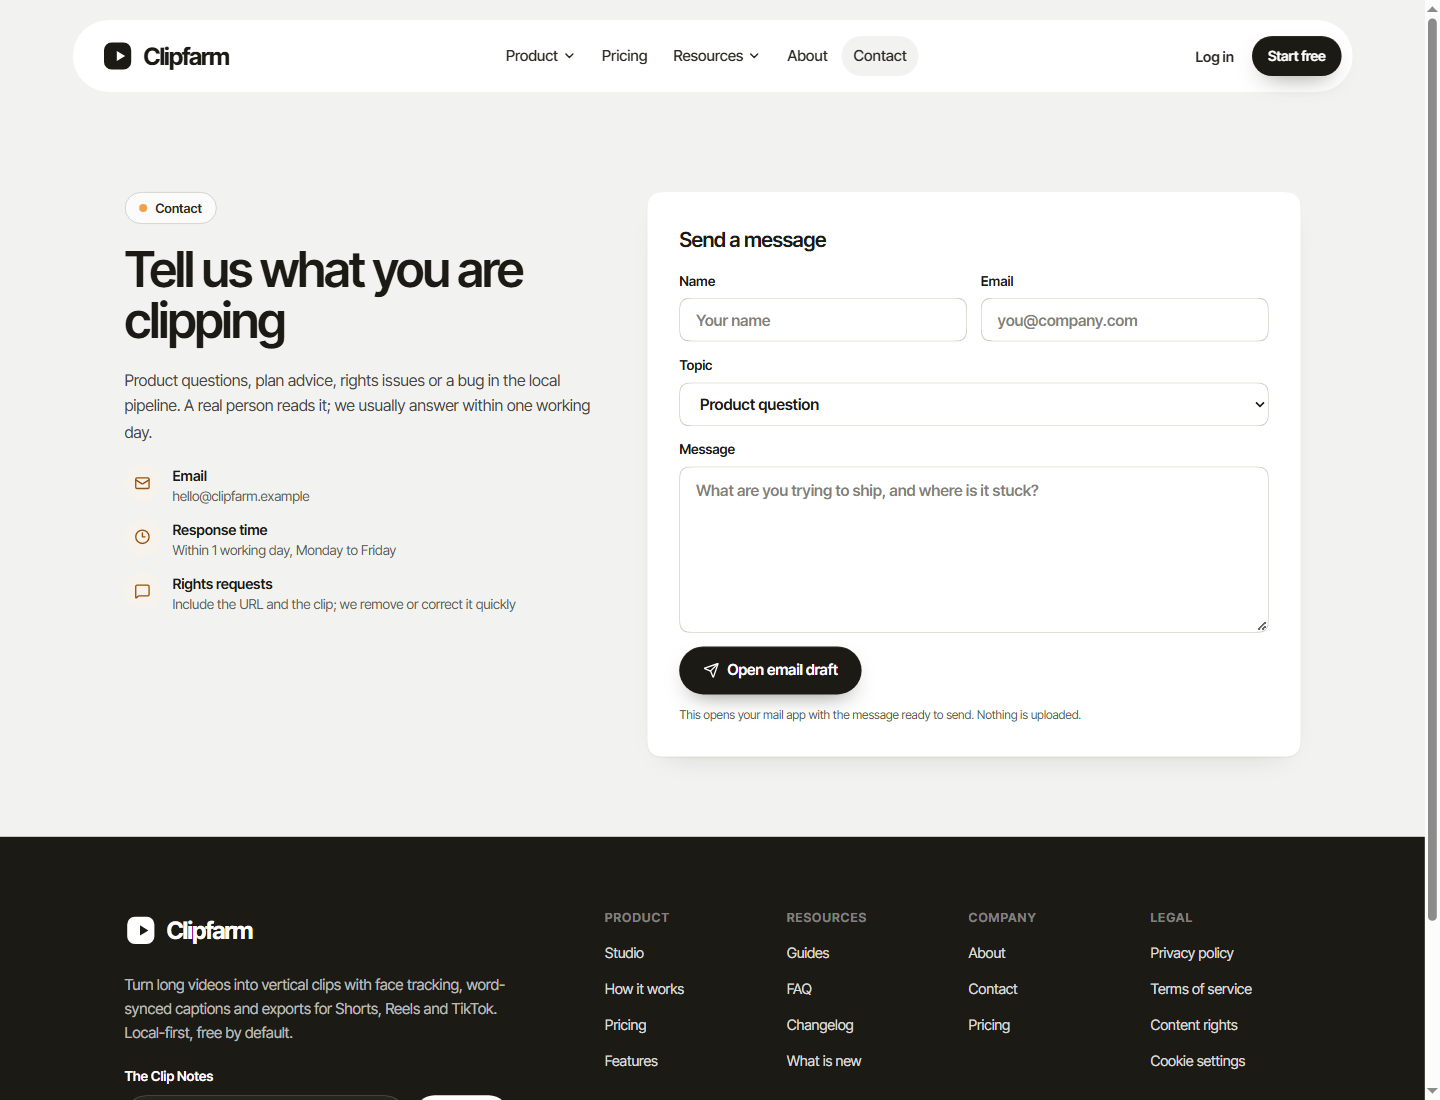 Clipfarm
Product
Pricing
Resources
About
Contact
Log in
Start free
Contact
Tell us what you are
clipping
Product questions, plan advice, rights issues or a bug in the local
pipeline. A real person reads it; we usually answer within one working
day.
Email
hello@clipfarm.example
Response time
Within 1 working day, Monday to Friday
Rights requests
Include the URL and the clip; we remove or correct it quickly
Send a message
Name
Email
Your name
you@company.com
Topic
Product question
Message
What are you trying to ship, and where is it stuck?
Open email draft
This opens your mail app with the message ready to send. Nothing is uploaded.
Clipfarm
Turn long videos into vertical clips with face tracking, word-
synced captions and exports for Shorts, Reels and TikTok.
Local-first, free by default.
The Clip Notes
PRODUCT
Studio
How it works
Pricing
Features
RESOURCES
Guides
FAQ
Changelog
What is new
COMPANY
About
Contact
Pricing
LEGAL
Privacy policy
Terms of service
Content rights
Cookie settings